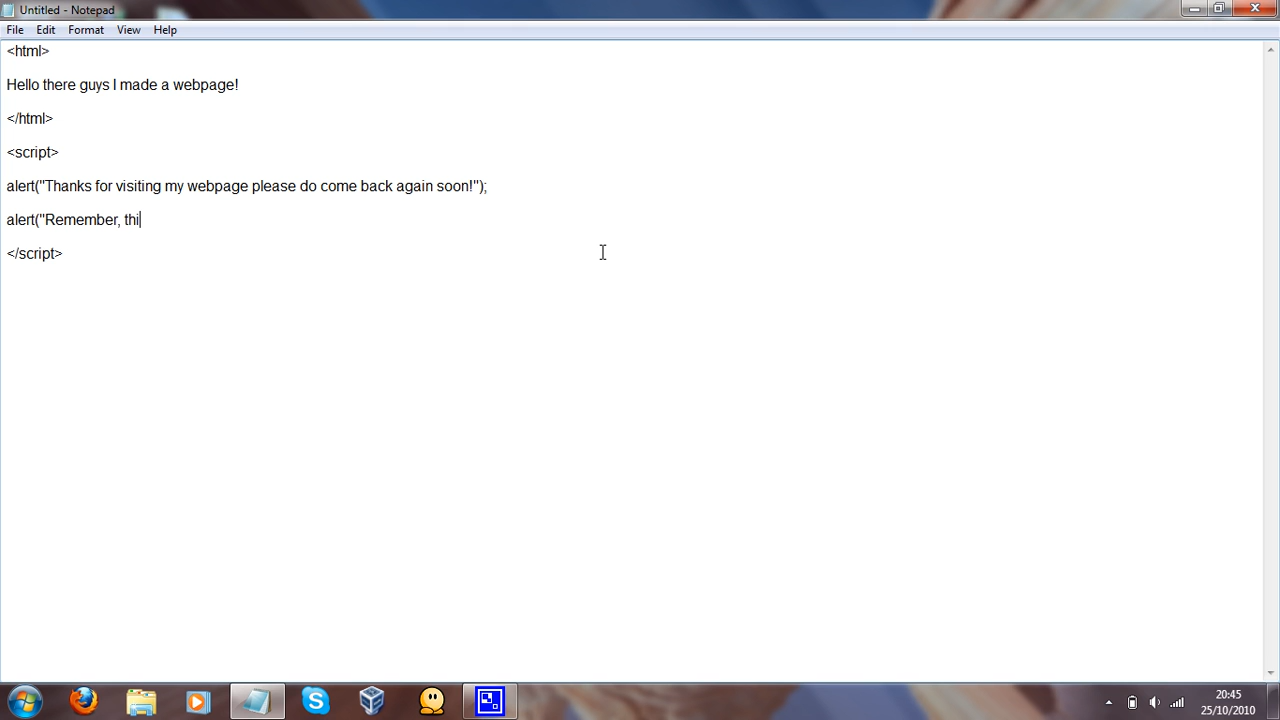 Untitled - Notepad
File Edit Format View Help
<html>
Hello there guys I made a webpage!
</html>
<script>
alert("Thanks for visiting my webpage please do come back again soon!");
alert("Remember, thi
</script>
20:45
25/10/2010